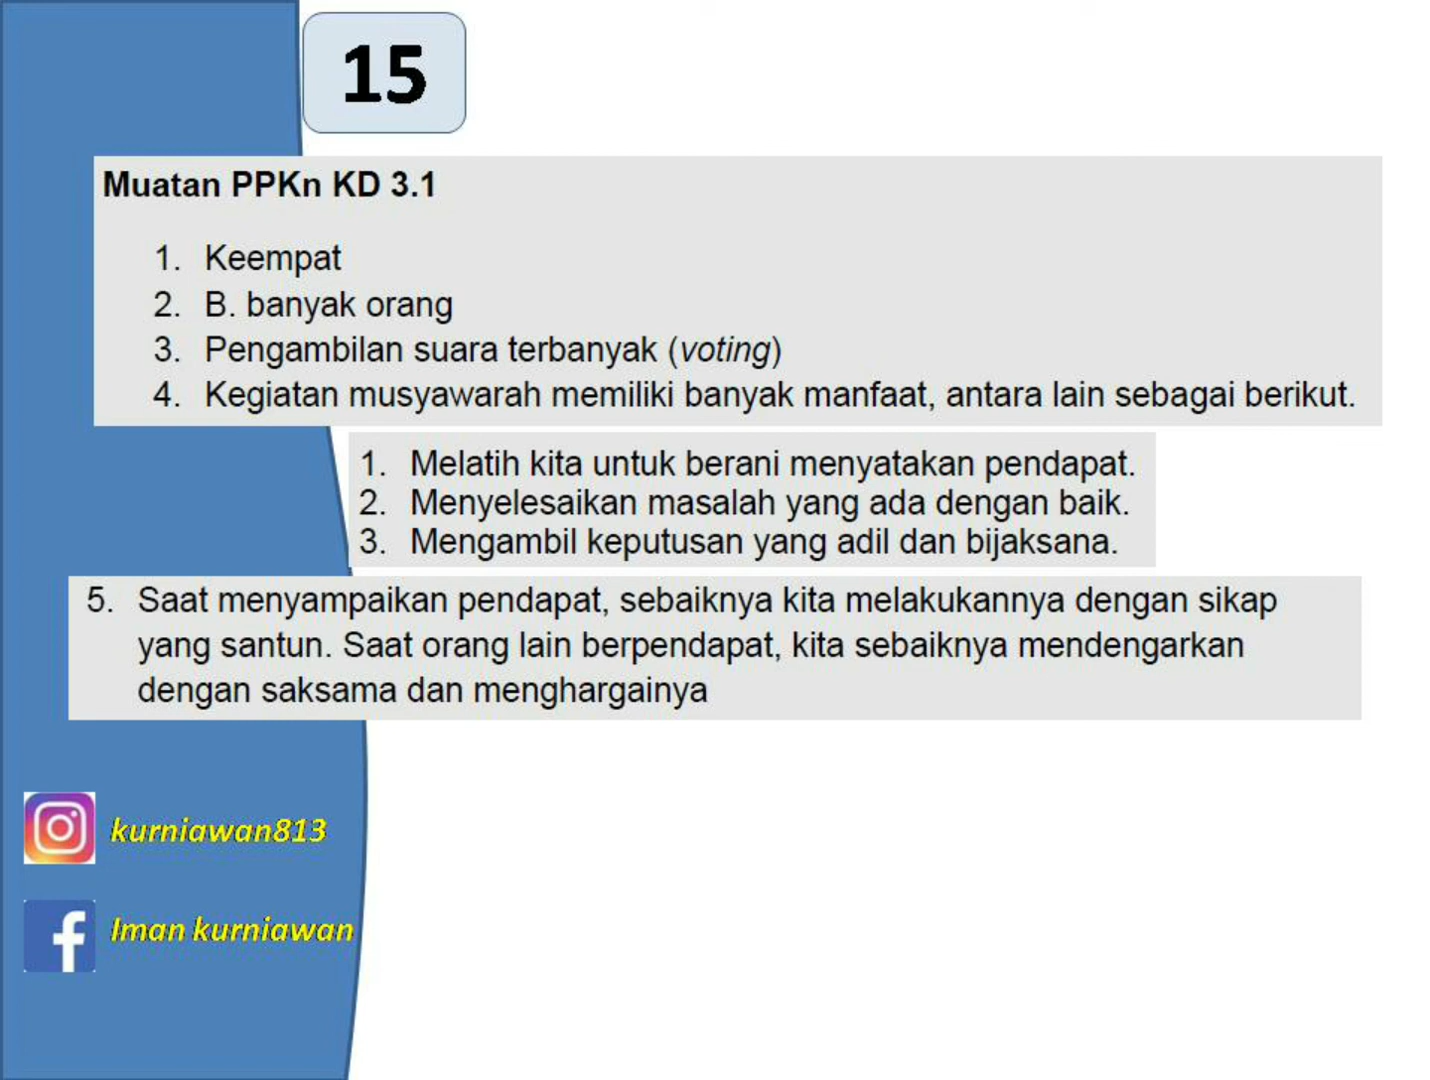 15
Muatan PPKn KD 3.1
1. Keempat
2. B. banyak orang
3. Pengambilan suara terbanyak (voting)
4. Kegiatan musyawarah memiliki banyak manfaat, antara lain sebagai berikut.
1. Melatih kita untuk berani menyatakan pendapat.
2. Menyelesaikan masalah yang ada dengan baik.
3. Mengambil keputusan yang adil dan bijaksana.
5. Saat menyampaikan pendapat, sebaiknya kita melakukannya dengan sikap
yang santun. Saat orang lain berpendapat, kita sebaiknya mendengarkan
dengan saksama dan menghargainya
kurniawan813
Iman kurniawan